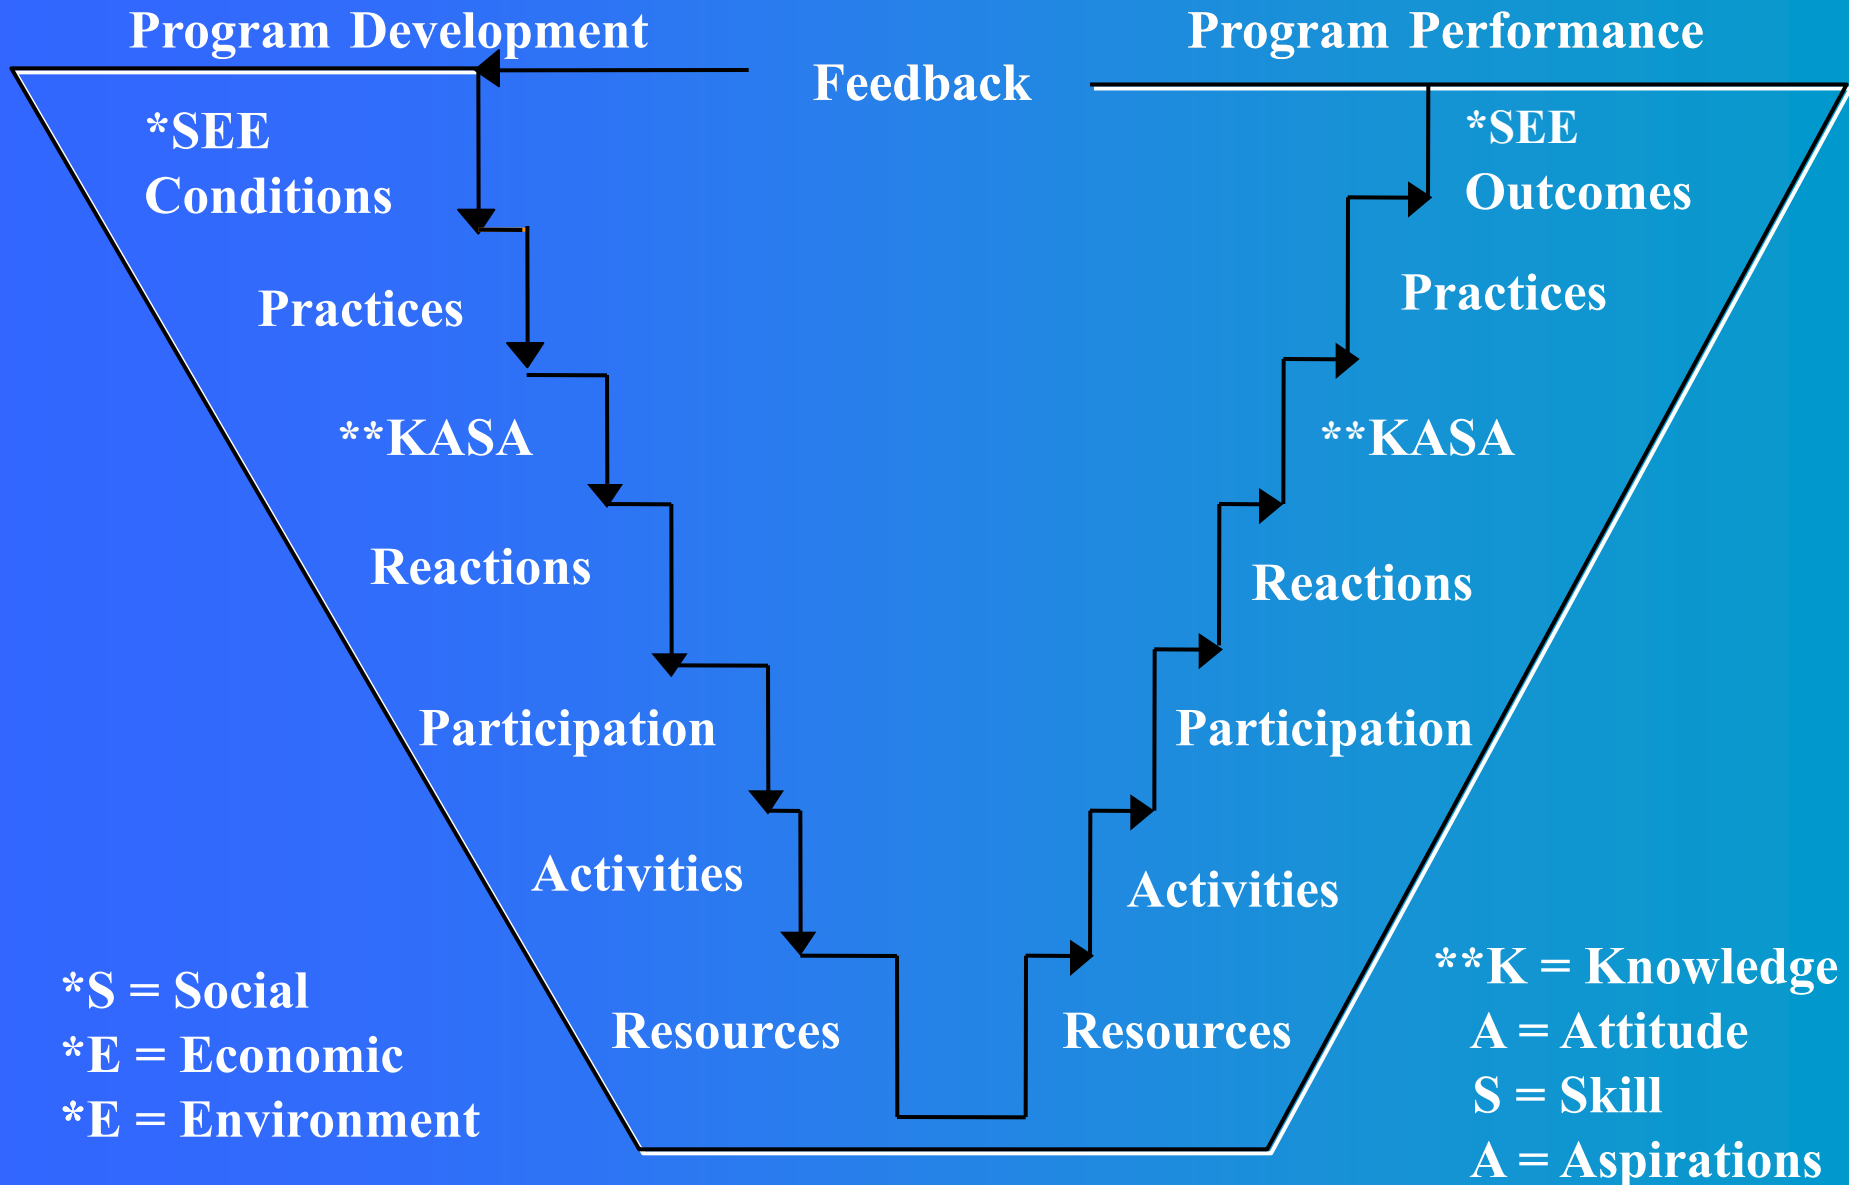 Program Development
Program Performance
Feedback
*SEE
Conditions
*SEE
Outcomes
Practices
Practices
**KASA
**KASA
Reactions
Reactions
Participation
Participation
Activities
Activities
Resources
Resources
*S = Social
*E = Economic
*E = Environment
**K = Knowledge
A = Attitude
S = Skill
A = Aspirations